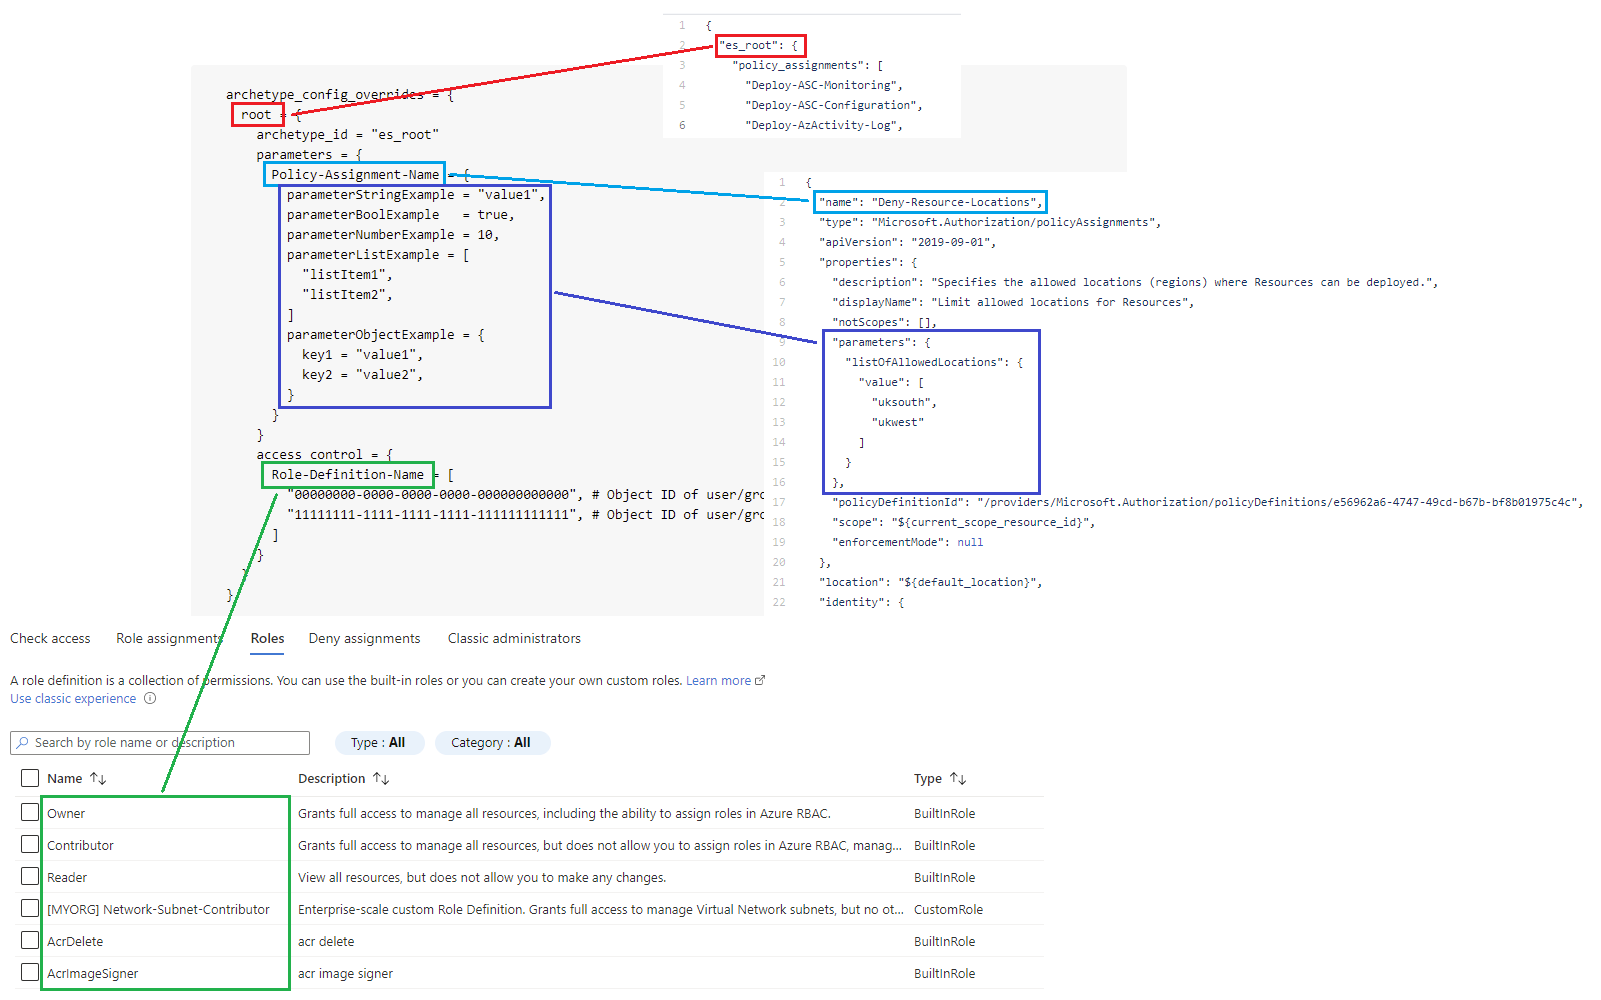 1 {
2 "es_root": {
3 "policy_assignments": [
4 "Deploy-ASC-Monitoring",
5 "Deploy-ASC-Configuration",
6 "Deploy-AzActivity-Log",
archetype_config_overrides = {
root = {
archetype_id = "es_root"
parameters = {
Policy-Assignment-Name = {
parameterStringExample = "value1",
parameterBoolExample = true,
parameterNumberExample = 10,
parameterListExample = [
"listItem1",
"listItem2",
]
parameterObjectExample = {
key1 = "value1",
key2 = "value2",
}
}
}
access_control = {
Role-Definition-Name = [
"00000000-0000-0000-0000-000000000000", # Object ID of user/gro
"11111111-1111-1111-1111-111111111111", # Object ID of user/gro
]
}
}
}
1 {
2 "name": "Deny-Resource-Locations",
3 "type": "Microsoft.Authorization/policyAssignments",
4 "apiVersion": "2019-09-01",
5 "properties": {
6 "description": "Specifies the allowed locations (regions) where Resources can be deployed.",
7 "displayName": "Limit allowed locations for Resources",
8 "notScopes": [],
9 "parameters": {
10 "listOfAllowedLocations": {
11 "value": [
12 "uksouth",
13 "ukwest"
14 ]
15 }
16 },
17 "policyDefinitionId": "/providers/Microsoft.Authorization/policyDefinitions/e56962a6-4747-49cd-b67b-bf8b01975c4c",
18 "scope": "${current_scope_resource_id}",
19 "enforcementMode": null
20 },
21 "location": "${default_location}",
22 "identity": {
Check access Role assignments Roles Deny assignments Classic administrators
A role definition is a collection of permissions. You can use the built-in roles or you can create your own custom roles. Learn more
Use classic experience
Search by role name or description Type : All Category : All
Name Description Type
Owner Grants full access to manage all resources, including the ability to assign roles in Azure RBAC. BuiltInRole
Contributor Grants full access to manage all resources, but does not allow you to assign roles in Azure RBAC, manag... BuiltInRole
Reader View all resources, but does not allow you to make any changes. BuiltInRole
[MYORG] Network-Subnet-Contributor Enterprise-scale custom Role Definition. Grants full access to manage Virtual Network subnets, but no ot... CustomRole
AcrDelete acr delete BuiltInRole
AcrImageSigner acr image signer BuiltInRole